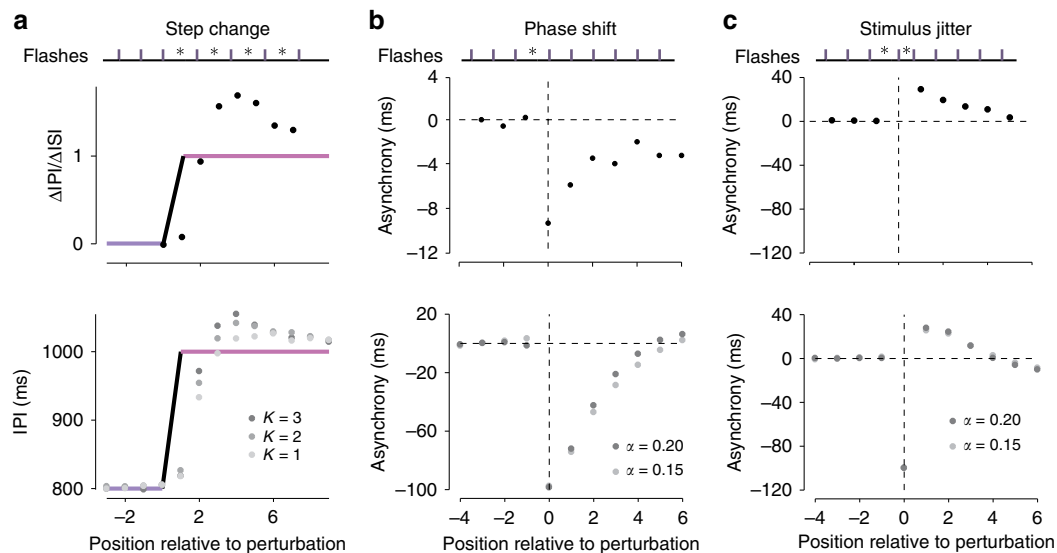 a
Step change
Flashes
* * * *
ΔIPI/ΔISI
1
0
IPI (ms)
1000
900
800
K = 3
K = 2
K = 1
−2 2 6
Position relative to perturbation
b
Phase shift
*
Asynchrony (ms)
4
0
−4
−8
−12
Asynchrony (ms)
20
−20
−60
−100
α = 0.20
α = 0.15
−4 −2 0 2 4 6
Position relative to perturbation
c
Stimulus jitter
Flashes
* *
Asynchrony (ms)
40
0
−40
−80
−120
Asynchrony (ms)
40
0
−40
−80
−120
α = 0.20
α = 0.15
−4 −2 0 2 4 6
Position relative to perturbation